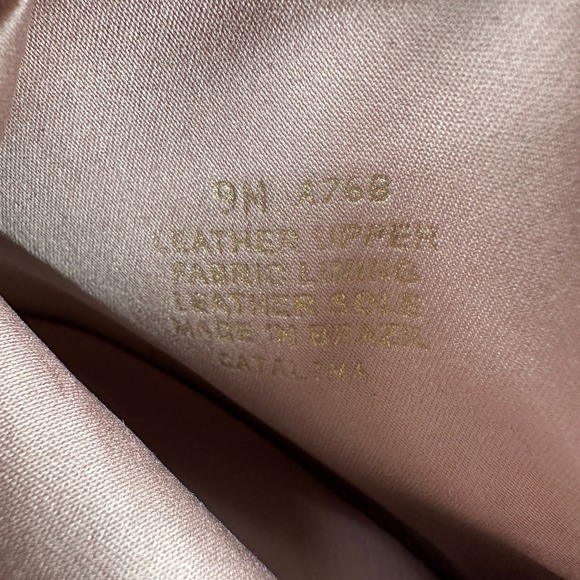 9M A768
LEATHER UPPER
FABRIC LINING
LEATHER SOLE
MADE IN BRAZIL
CATALINA